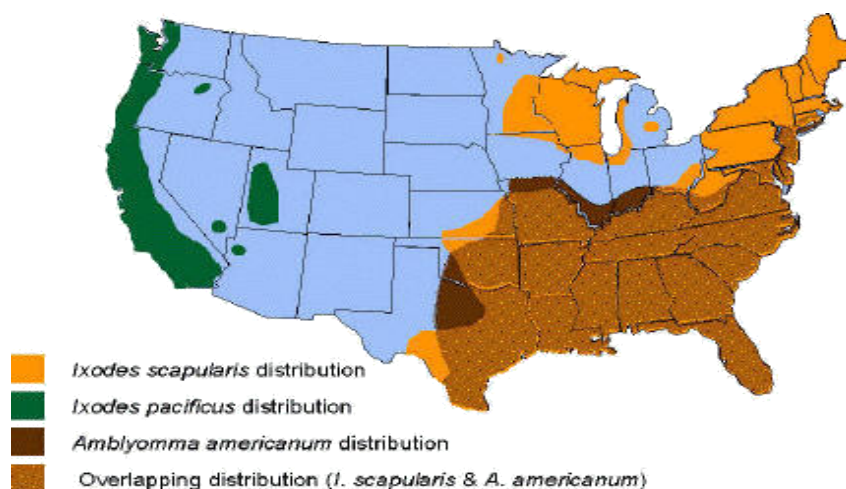 Ixodes scapularis distribution
Ixodes pacificus distribution
Amblyomma americanum distribution
Overlapping distribution (I. scapularis & A. americanum)